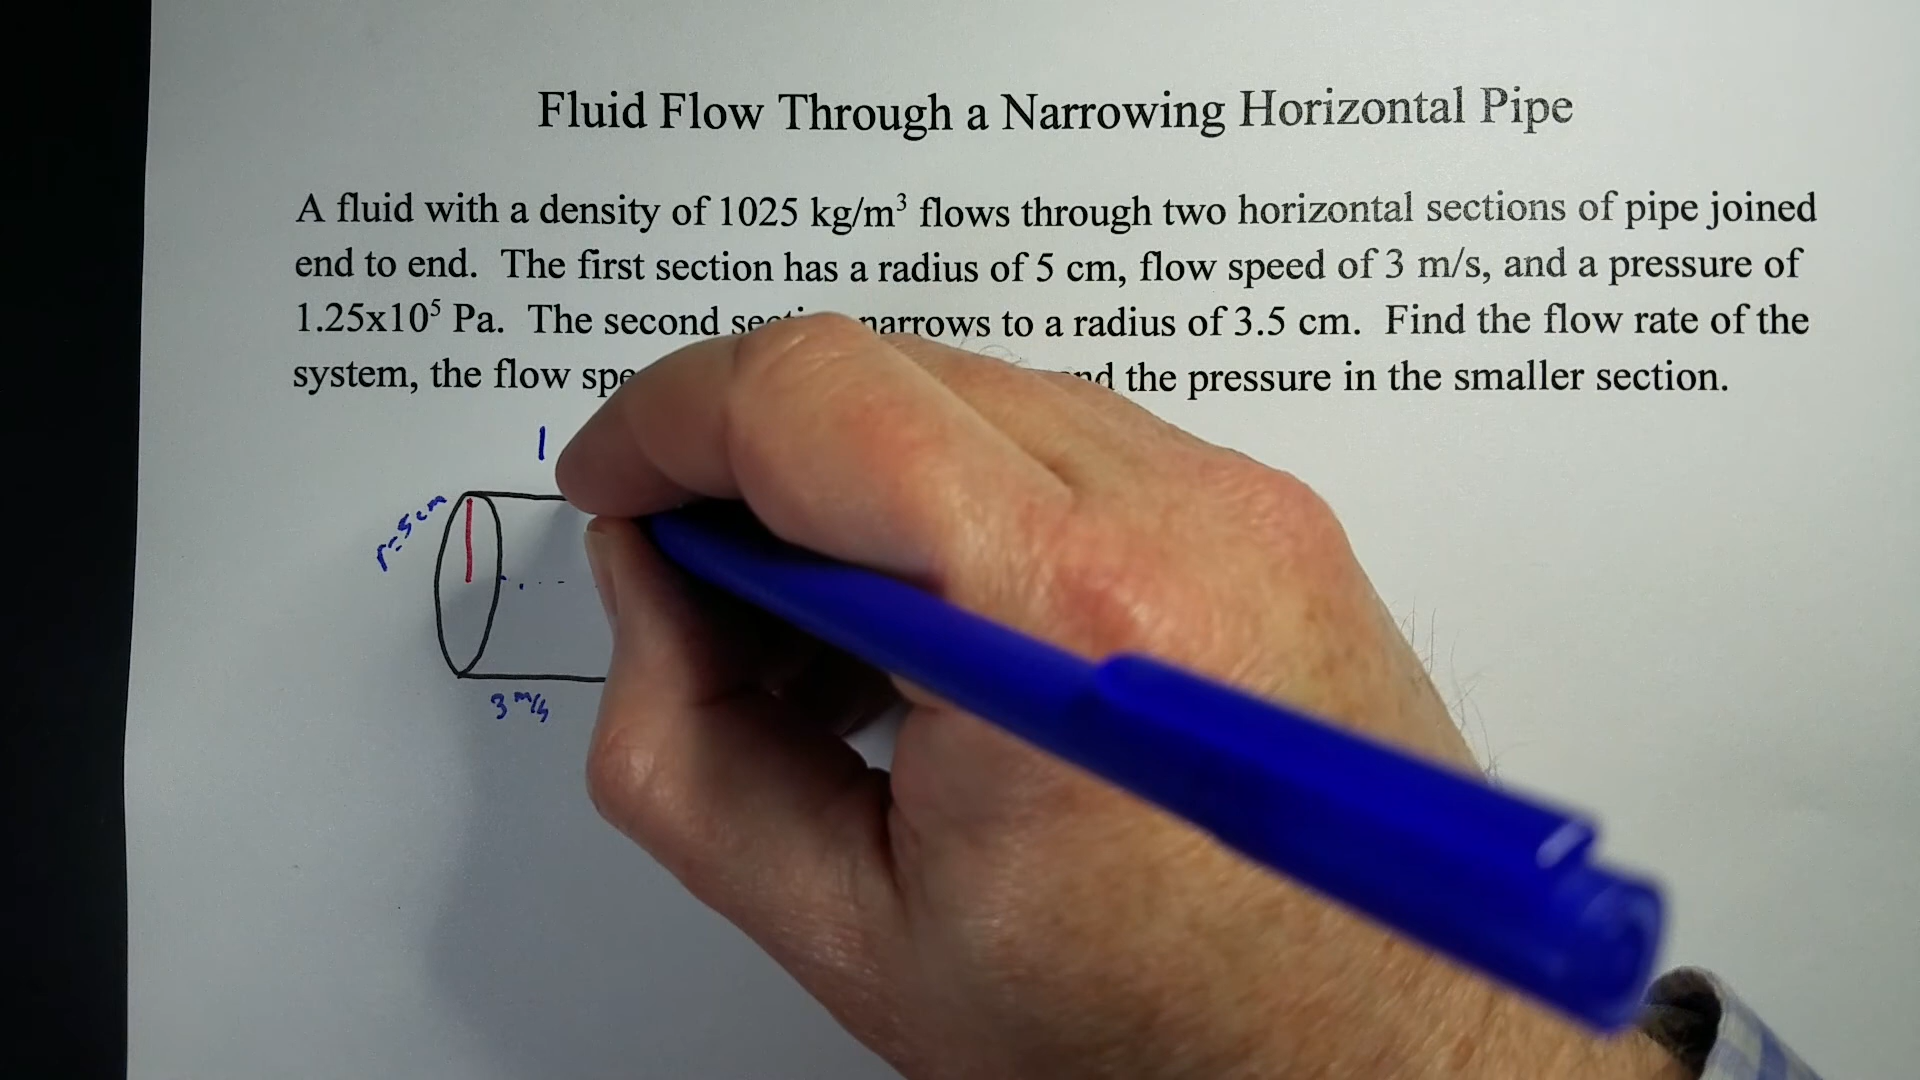 Fluid Flow Through a Narrowing Horizontal Pipe
A fluid with a density of 1025 kg/m³ flows through two horizontal sections of pipe joined
end to end. The first section has a radius of 5 cm, flow speed of 3 m/s, and a pressure of
1.25x10⁵ Pa. The second narrows to a radius of 3.5 cm. Find the flow rate of the
system, the flow the pressure in the smaller section.
1
r=5cm
3 m/s